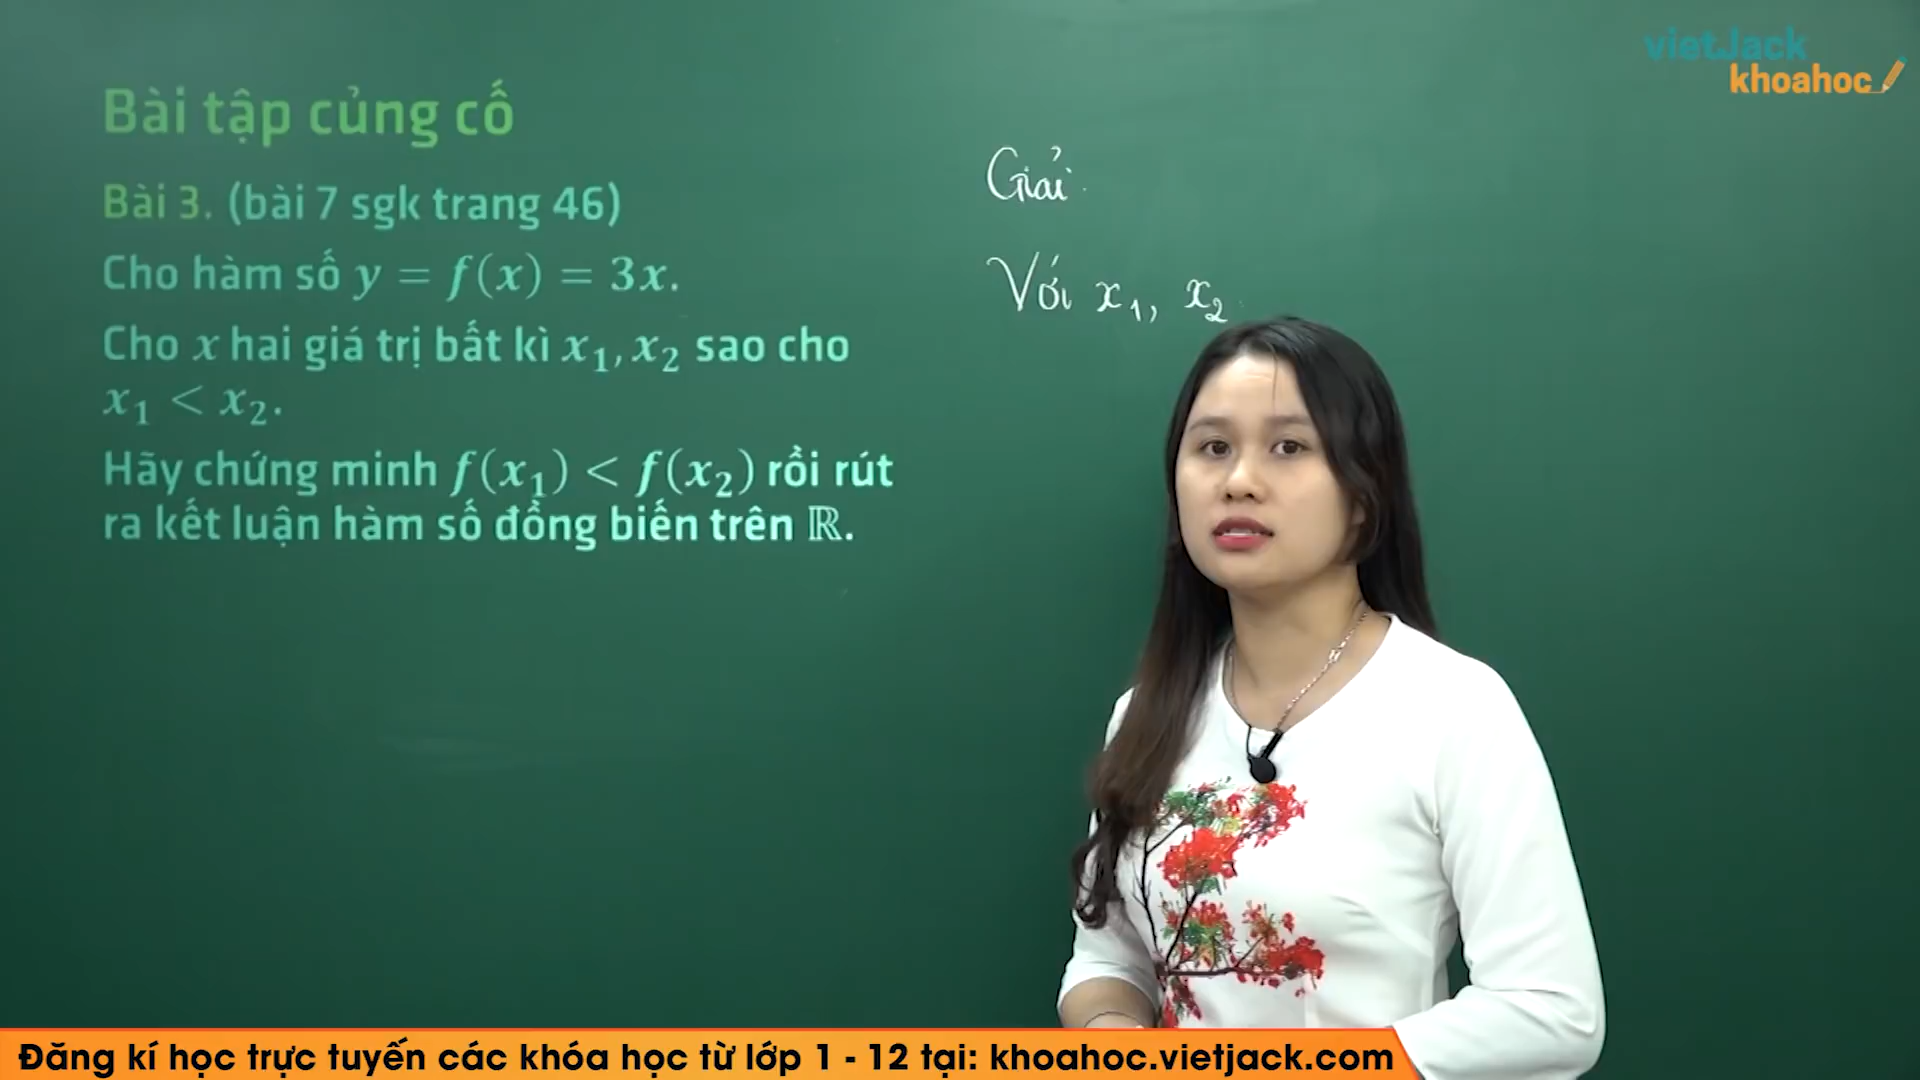 vietJack
khoahoc
Bài tập củng cố
Bài 3. (bài 7 sgk trang 46)
Cho hàm số y = f(x) = 3x.
Cho x hai giá trị bất kì x₁, x₂ sao cho
x₁ < x₂.
Hãy chứng minh f(x₁) < f(x₂) rồi rút
ra kết luận hàm số đồng biến trên ℝ.
Giải
Với x₁, x₂
Đăng kí học trực tuyến các khóa học từ lớp 1 - 12 tại: khoahoc.vietjack.com